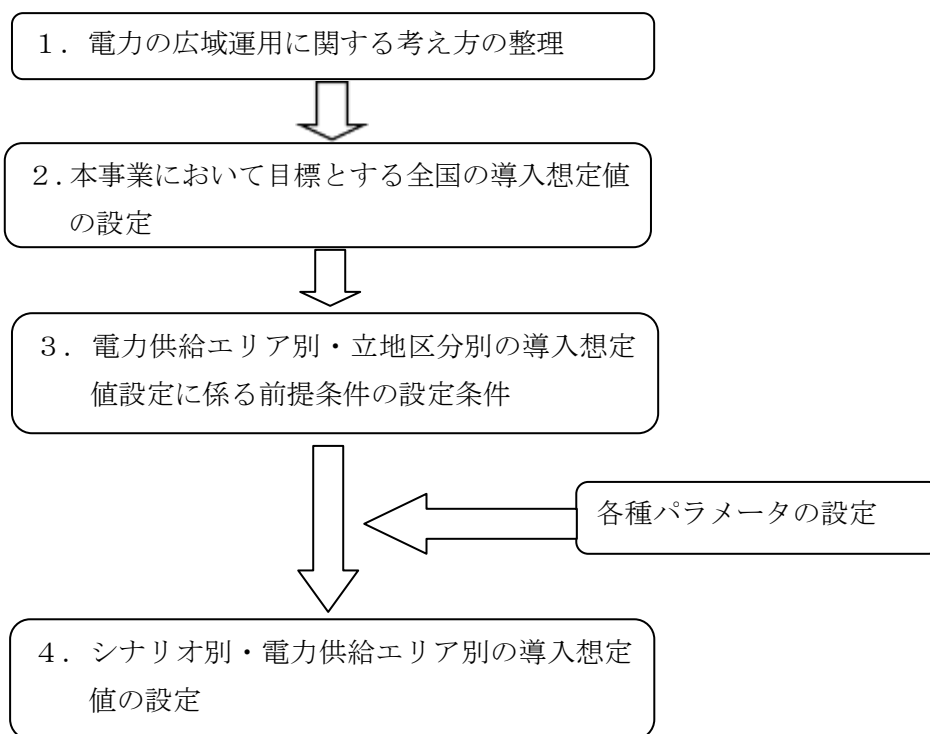 １．電力の広域運用に関する考え方の整理
２．本事業において目標とする全国の導入想定値
の設定
３．電力供給エリア別・立地区分別の導入想定
値設定に係る前提条件の設定条件
各種パラメータの設定
４．シナリオ別・電力供給エリア別の導入想定
値の設定